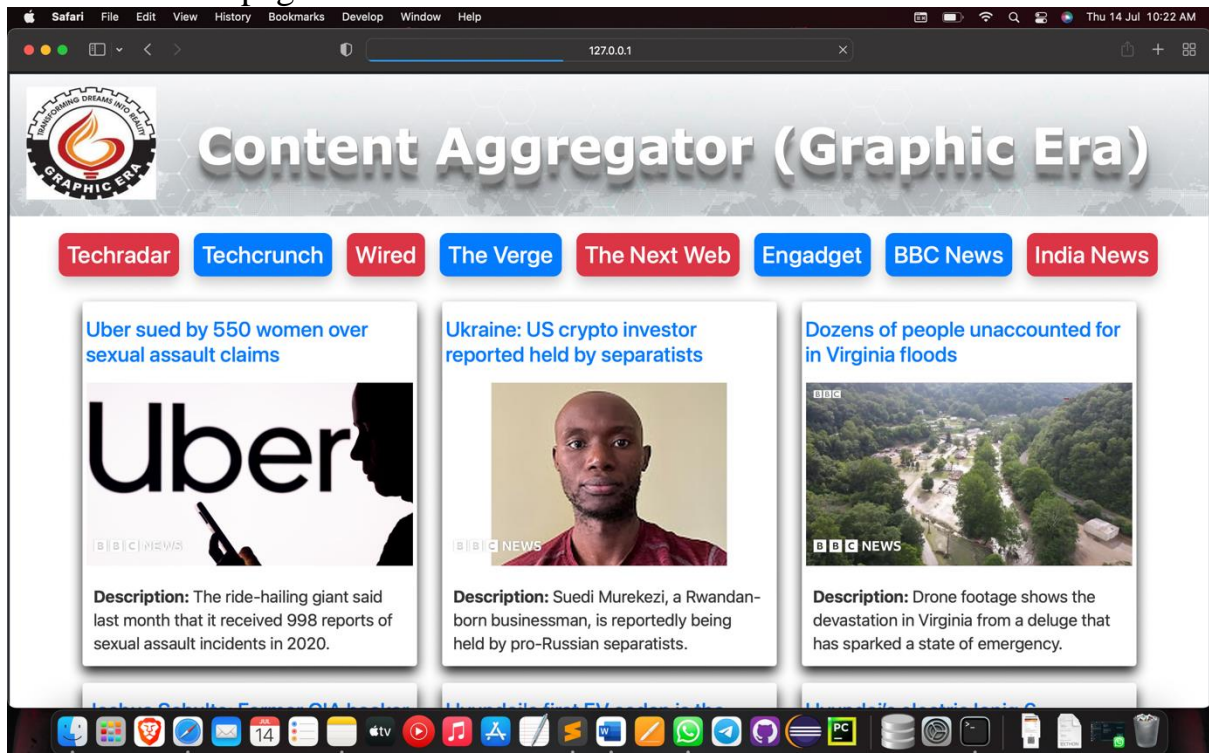 page
Safari File Edit View History Bookmarks Develop Window Help
Thu 14 Jul 10:22 AM
127.0.0.1
TRANSFORMING DREAMS INTO REALITY
GRAPHIC ERA
Content Aggregator (Graphic Era)
Techradar Techcrunch Wired The Verge The Next Web Engadget BBC News India News
Uber sued by 550 women over
sexual assault claims
Uber
BBC NEWS
Description: The ride-hailing giant said
last month that it received 998 reports of
sexual assault incidents in 2020.
Ukraine: US crypto investor
reported held by separatists
BBC NEWS
Description: Suedi Murekezi, a Rwandan-
born businessman, is reportedly being
held by pro-Russian separatists.
Dozens of people unaccounted for
in Virginia floods
BBC
BBC NEWS
Description: Drone footage shows the
devastation in Virginia from a deluge that
has sparked a state of emergency.
JUL
14
tv
PC